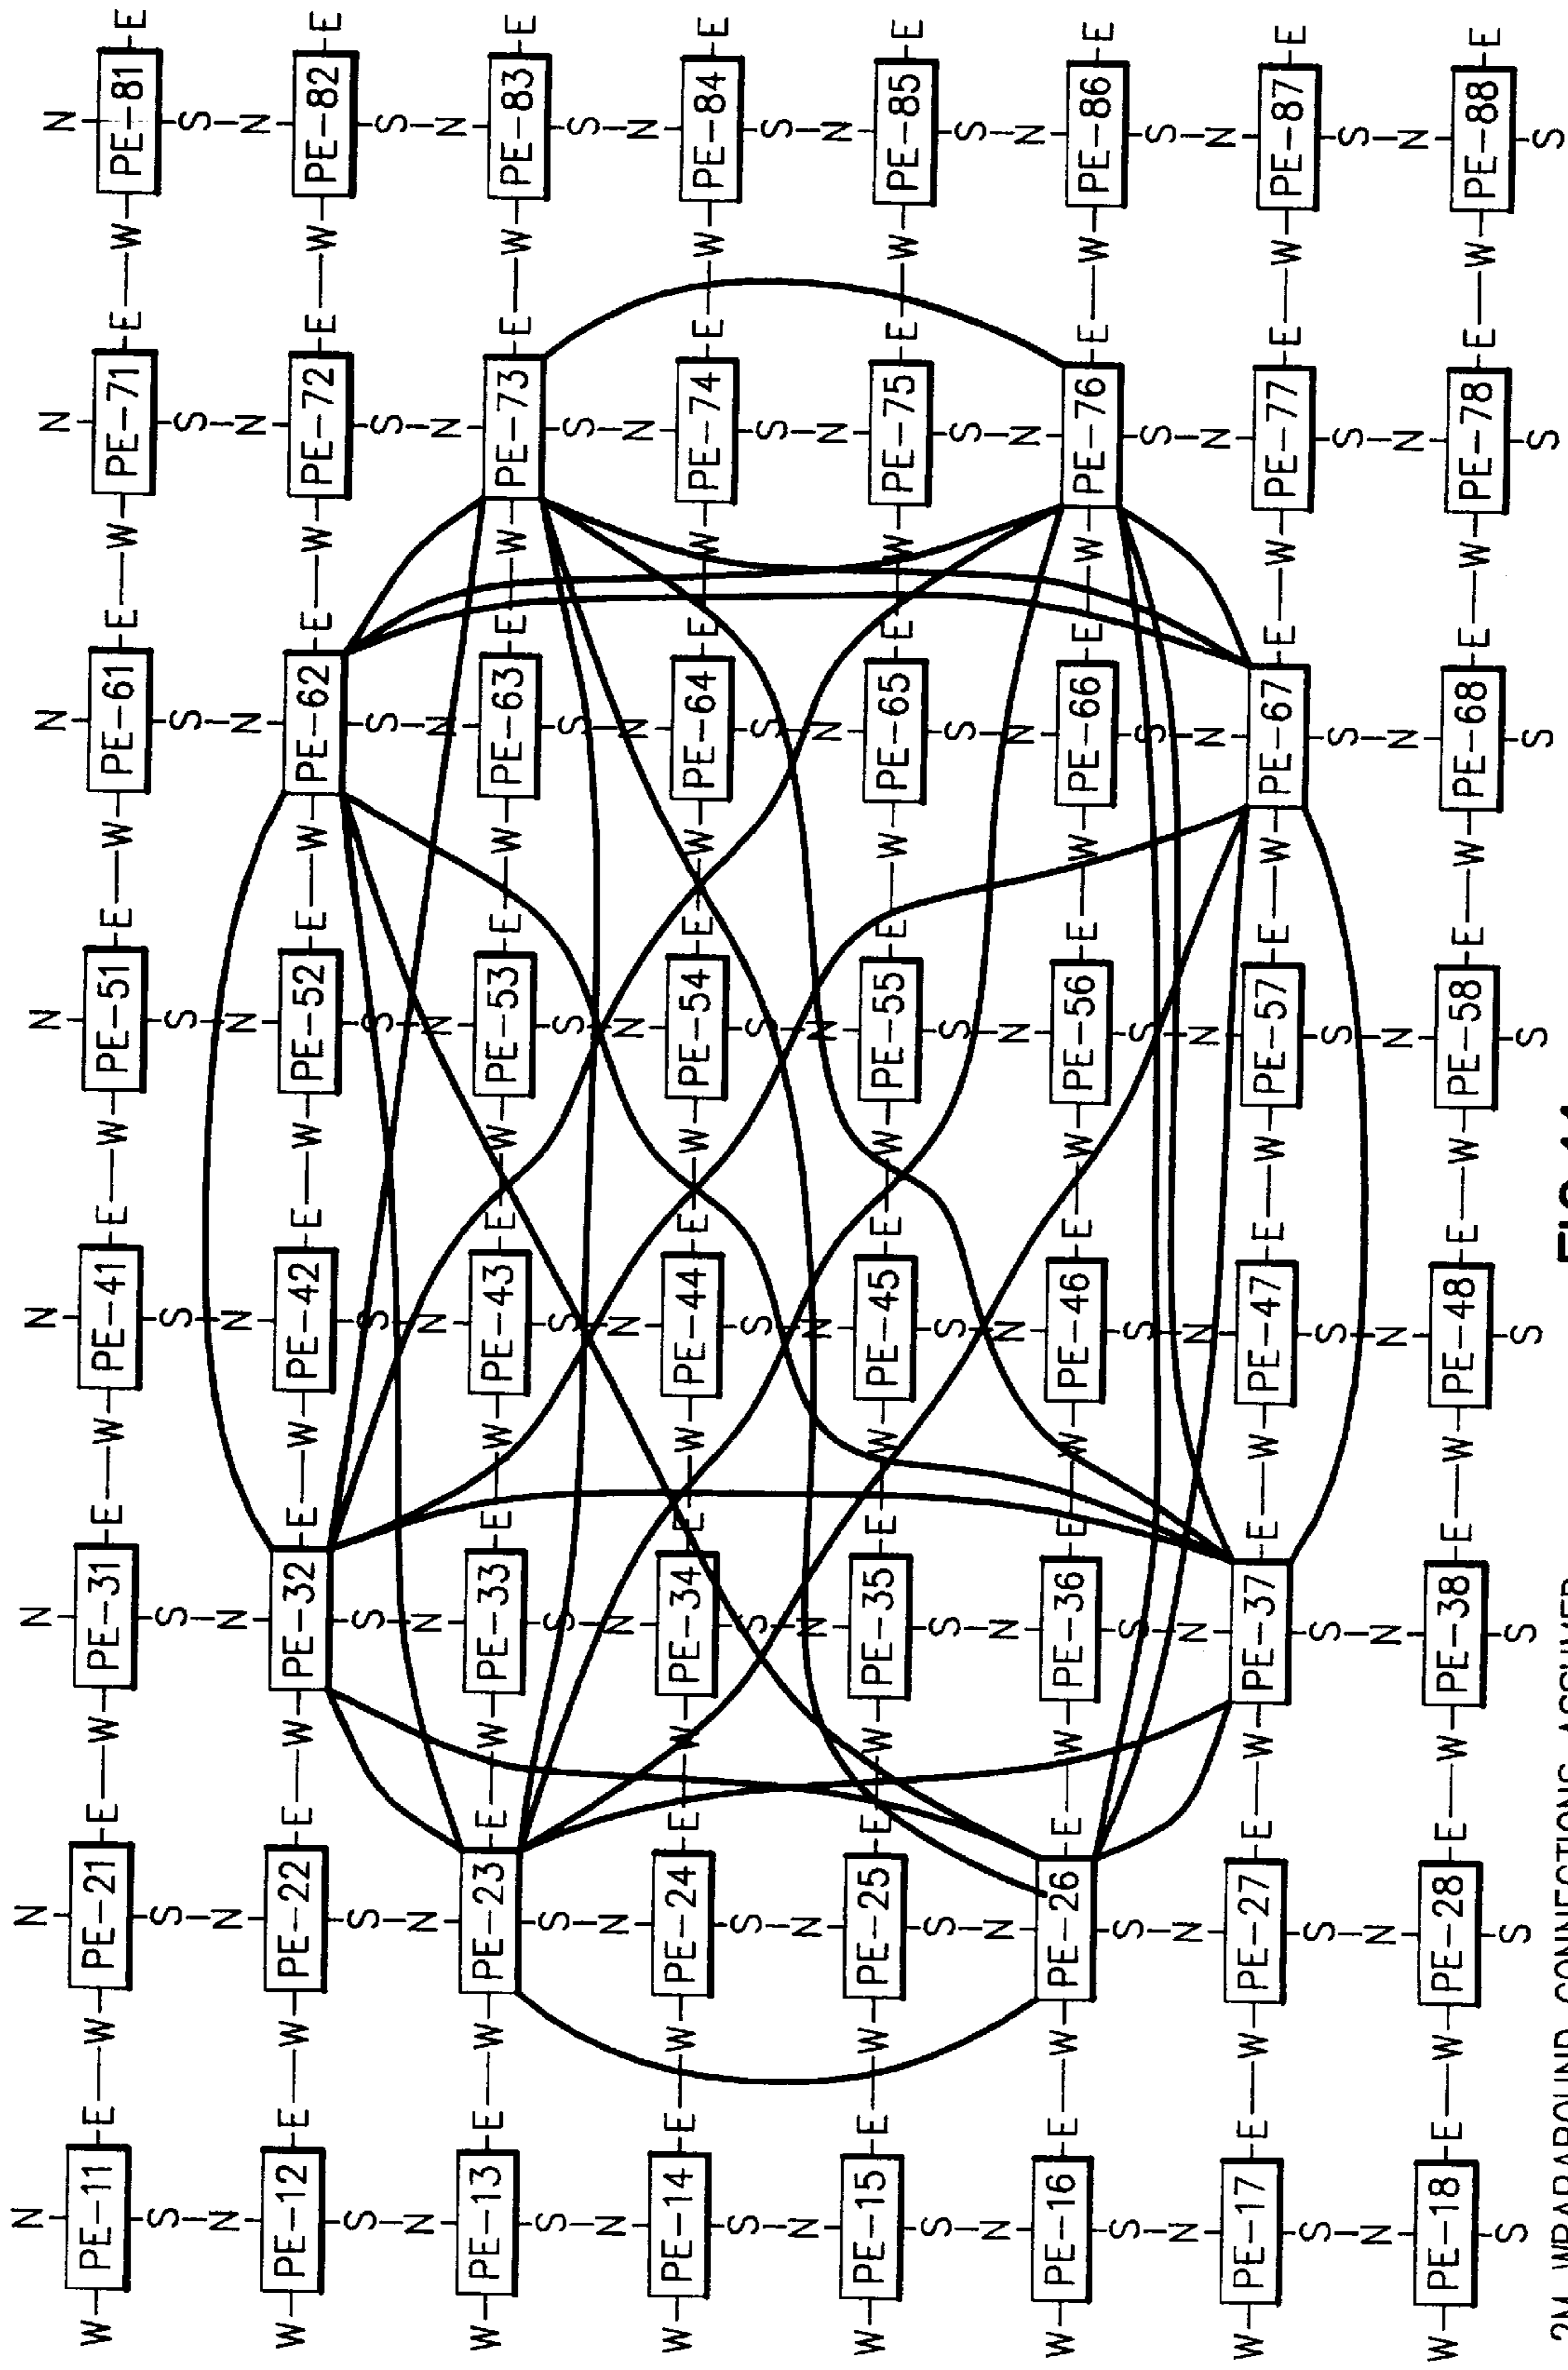 N N N N N N N N
W PE-11 E W PE-21 E W PE-31 E W PE-41 E W PE-51 E W PE-61 E W PE-71 E W PE-81 E
S S S S S S S S
N N N N N N N N
W PE-12 E W PE-22 E W PE-32 E W PE-42 E W PE-52 E W PE-62 E W PE-72 E W PE-82 E
S S S S S S S S
N N N N N N N N
W PE-13 E W PE-23 E W PE-33 E W PE-43 E W PE-53 E W PE-63 E W PE-73 E W PE-83 E
S S S S S S S S
N N N N N N N N
W PE-14 E W PE-24 E W PE-34 E W PE-44 E W PE-54 E W PE-64 E W PE-74 E W PE-84 E
S S S S S S S S
N N N N N N N N
W PE-15 E W PE-25 E W PE-35 E W PE-45 E W PE-55 E W PE-65 E W PE-75 E W PE-85 E
S S S S S S S S
N N N N N N N N
W PE-16 E W PE-26 E W PE-36 E W PE-46 E W PE-56 E W PE-66 E W PE-76 E W PE-86 E
S S S S S S S S
N N N N N N N N
W PE-17 E W PE-27 E W PE-37 E W PE-47 E W PE-57 E W PE-67 E W PE-77 E W PE-87 E
S S S S S S S S
N N N N N N N N
W PE-18 E W PE-28 E W PE-38 E W PE-48 E W PE-58 E W PE-68 E W PE-78 E W PE-88 E
S S S S S S S S
WRAPAROUND CONNECTIONS ASSUMED